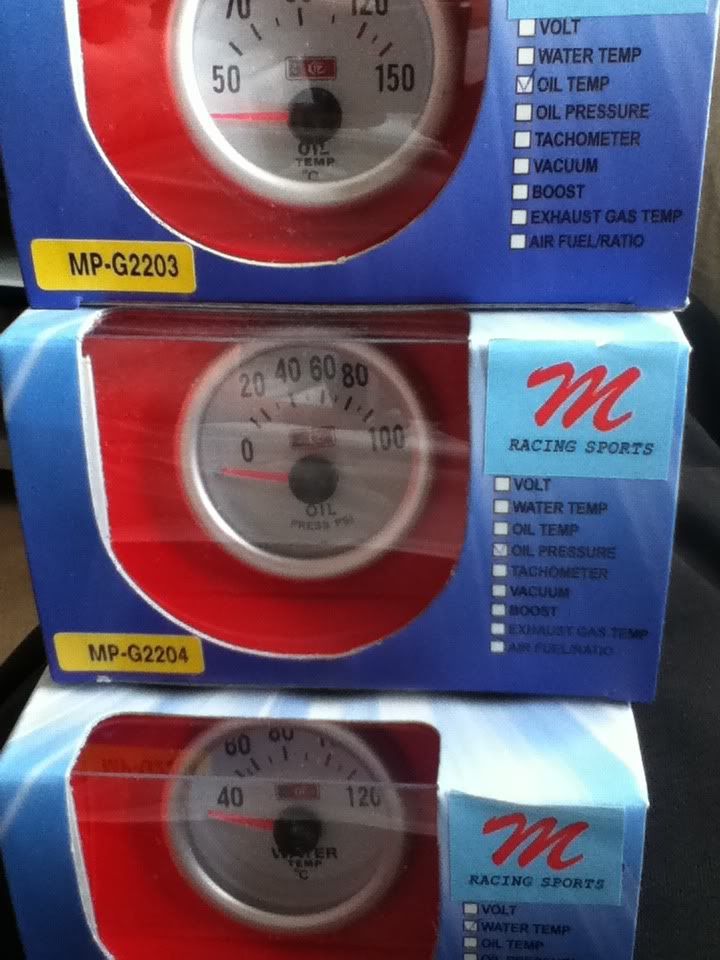 70 120
50 150
OIL
TEMP
°C
VOLT
WATER TEMP
OIL TEMP
OIL PRESSURE
TACHOMETER
VACUUM
BOOST
EXHAUST GAS TEMP
AIR FUEL/RATIO
MP-G2203
20 40 60 80
0 100
OIL
PRESS PSI
M
RACING SPORTS
VOLT
WATER TEMP
OIL TEMP
OIL PRESSURE
TACHOMETER
VACUUM
BOOST
EXHAUST GAS TEMP
AIR FUEL/RATIO
MP-G2204
60 80
40 120
WATER
TEMP
°C
M
RACING SPORTS
VOLT
WATER TEMP
OIL TEMP
OIL PRESSURE